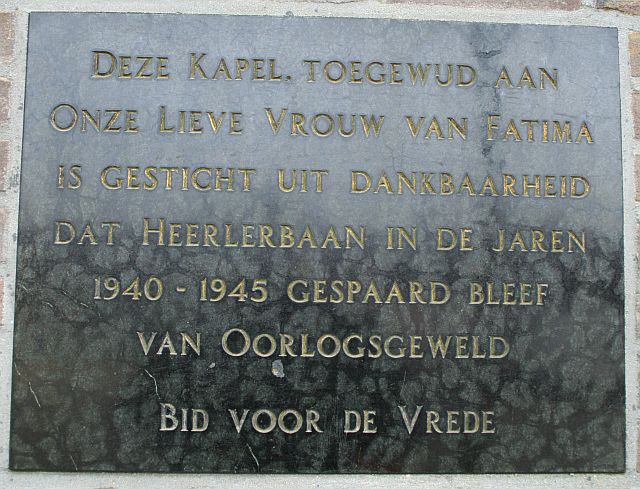 DEZE KAPEL. TOEGEWUD AAN
ONZE LIEVE VROUW VAN FATIMA
IS GESTICHT UIT DANKBAARHEID
DAT HEERLERBAAN IN DE JAREN
1940 - 1945 GESPAARD BLEEF
VAN OORLOGSGEWELD
BID VOOR DE VREDE